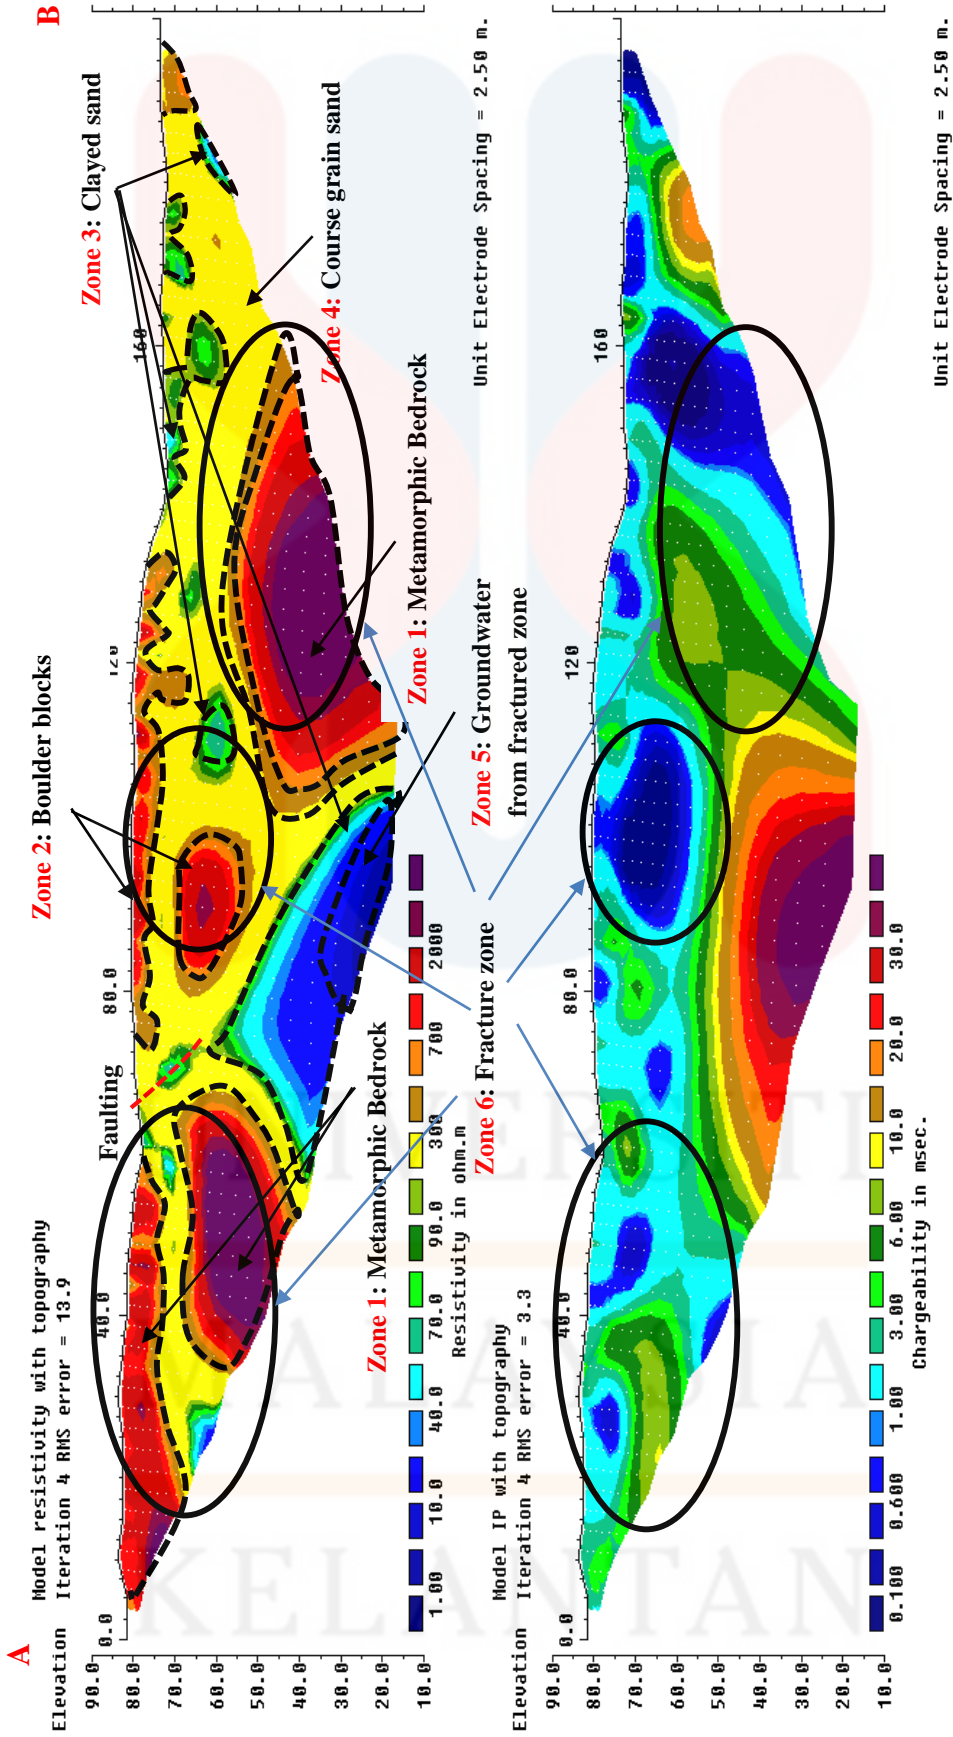 A
B
Model resistivity with topography
Iteration 4 RMS error = 13.9
Elevation
0.0
40.0
80.0
120
160
90.0
80.0
70.0
60.0
50.0
40.0
30.0
20.0
10.0
Faulting
Zone 2: Boulder blocks
Zone 3: Clayed sand
Zone 4: Course grain sand
Zone 1: Metamorphic Bedrock
Zone 1: Metamorphic Bedrock
Zone 5: Groundwater
from fractured zone
Zone 6: Fracture zone
1.00
10.0
40.0
70.0
90.0
300
700
2000
Resistivity in ohm.m
Unit Electrode Spacing = 2.50 m.
Model IP with topography
Iteration 4 RMS error = 3.3
Elevation
0.0
40.0
80.0
120
160
90.0
80.0
70.0
60.0
50.0
40.0
30.0
20.0
10.0
0.100
0.600
1.00
3.00
6.00
10.0
20.0
30.0
Chargeability in msec.
Unit Electrode Spacing = 2.50 m.
UNIVERSITI
MALAYSIA
KELANTAN